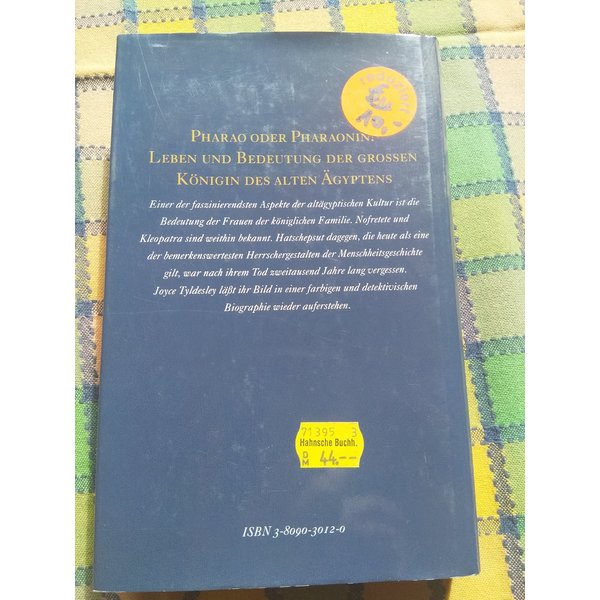 reduziert
€
19,-
PHARAO ODER PHARAONIN?
LEBEN UND BEDEUTUNG DER GROSSEN
KÖNIGIN DES ALTEN ÄGYPTENS
Einer der faszinierendsten Aspekte der altägyptischen Kultur ist die
Bedeutung der Frauen der königlichen Familie. Nofretete und
Kleopatra sind weithin bekannt. Hatschepsut dagegen, die heute als eine
der bemerkenswertesten Herrschergestalten der Menschheitsgeschichte
gilt, war nach ihrem Tod zweitausend Jahre lang vergessen.
Joyce Tyldesley läßt ihr Bild in einer farbigen und detektivischen
Biographie wieder auferstehen.
71395 3
Hahnsche Buchh.
DM 44.--
ISBN 3-8090-3012-0